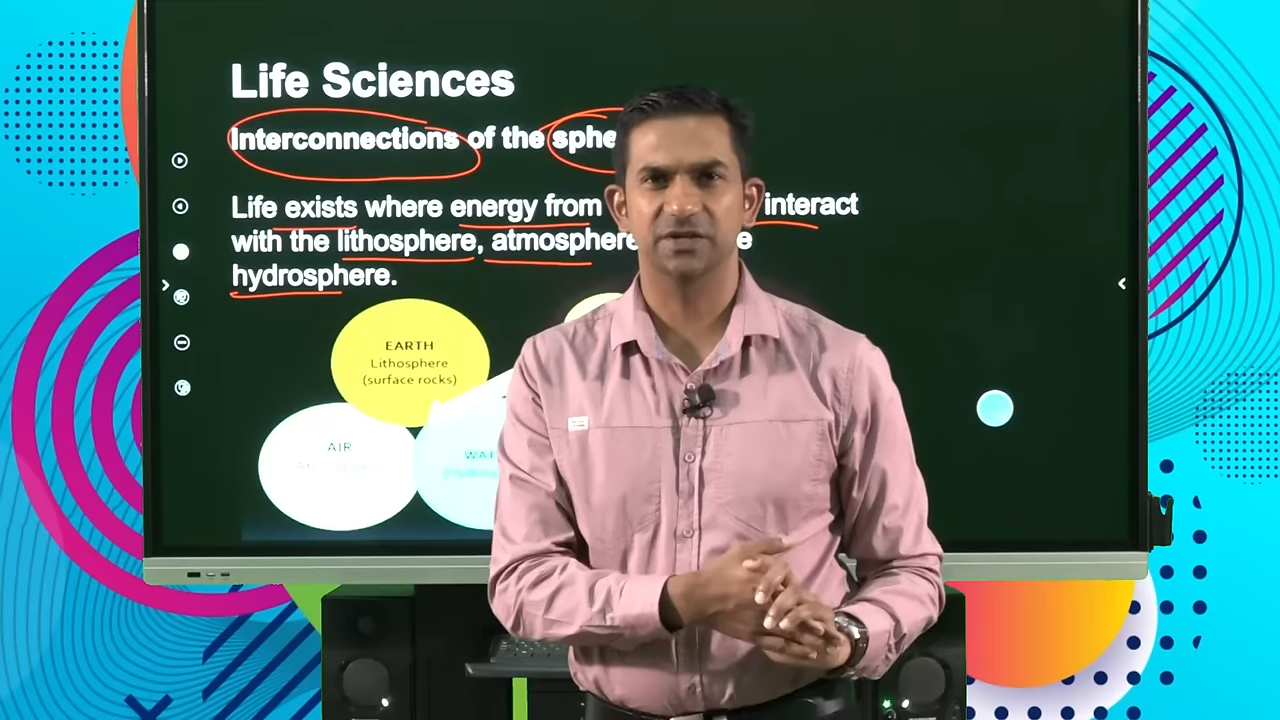 Life Sciences
Interconnections of the sphe
Life exists where energy from interact
with the lithosphere, atmosphere e
hydrosphere.
EARTH
Lithosphere
(surface rocks)
AIR
WAT